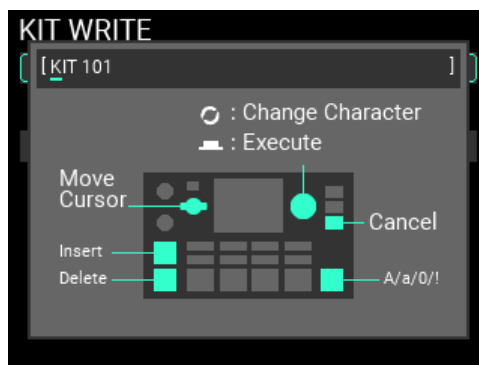 KIT WRITE
[KIT 101 ]
: Change Character
: Execute
Move
Cursor
Cancel
Insert
Delete
A/a/0/!